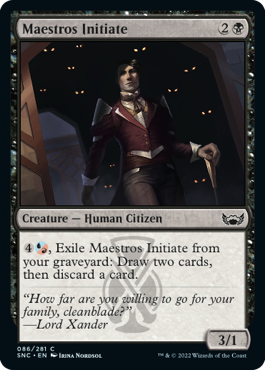 Maestros Initiate 2
Creature — Human Citizen
4, Exile Maestros Initiate from
your graveyard: Draw two cards,
then discard a card.
“How far are you willing to go for your
family, cleanblade?”
—Lord Xander
3/1
086/281 C
SNC • EN Irina Nordsol
™ & © 2022 Wizards of the Coast